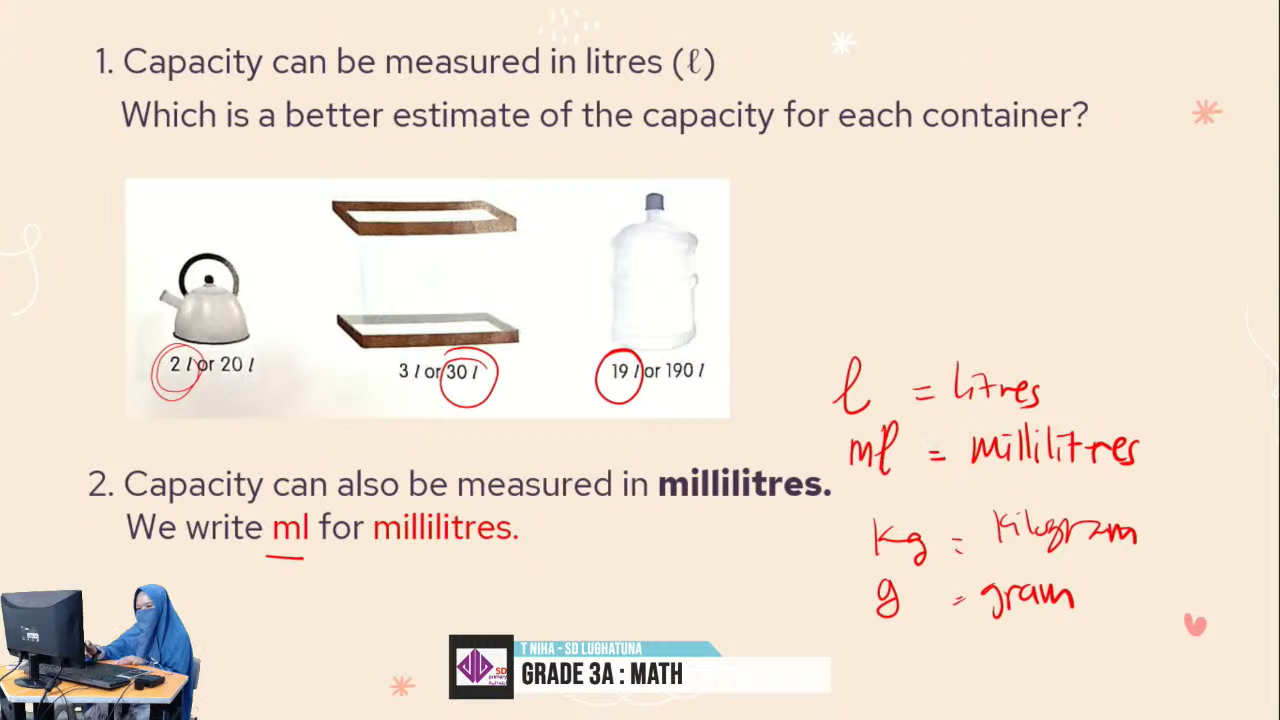 1. Capacity can be measured in litres (ℓ)
Which is a better estimate of the capacity for each container?
2 l or 20 l
3 l or 30 l
19 l or 190 l
l = litres
ml = millilitres
2. Capacity can also be measured in millilitres.
We write ml for millilitres.
kg = kilogram
g = gram
T NIHA - SD LUGHATUNA
GRADE 3A : MATH
SD
primary